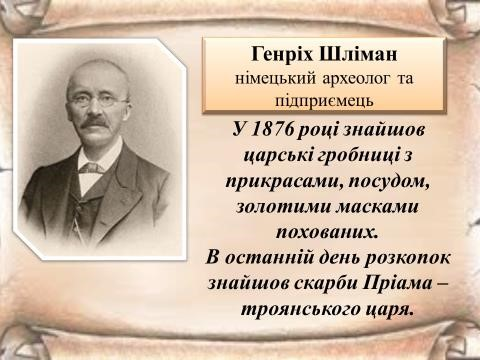 Генріх Шліман
німецький археолог та
підприємець
У 1876 році знайшов
царські гробниці з
прикрасами, посудом,
золотими масками
похованих.
В останній день розкопок
знайшов скарби Пріама –
троянського царя.